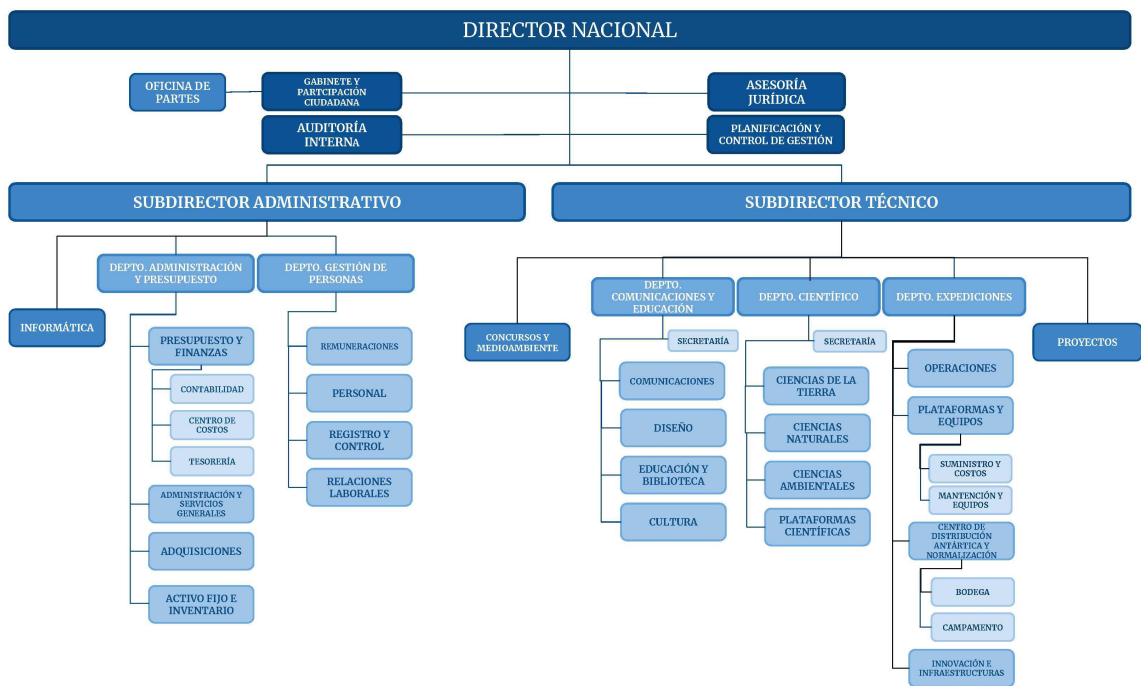 DIRECTOR NACIONAL
OFICINA DE
PARTES
GABINETE Y
PARTCIPACIÓN
CIUDADANA
ASESORÍA
JURÍDICA
AUDITORÍA
INTERNA
PLANIFICACIÓN Y
CONTROL DE GESTIÓN
SUBDIRECTOR ADMINISTRATIVO
INFORMÁTICA
DEPTO. ADMINISTRACIÓN
Y PRESUPUESTO
PRESUPUESTO Y
FINANZAS
CONTABILIDAD
CENTRO DE
COSTOS
TESORERÍA
ADMINISTRACIÓN Y
SERVICIOS
GENERALES
ADQUISICIONES
ACTIVO FIJO E
INVENTARIO
DEPTO. GESTIÓN DE
PERSONAS
REMUNERACIONES
PERSONAL
REGISTRO Y
CONTROL
RELACIONES
LABORALES
SUBDIRECTOR TÉCNICO
CONCURSOS Y
MEDIOAMBIENTE
DEPTO.
COMUNICACIONES Y
EDUCACIÓN
SECRETARÍA
COMUNICACIONES
DISEÑO
EDUCACIÓN Y
BIBLIOTECA
CULTURA
DEPTO. CIENTÍFICO
SECRETARÍA
CIENCIAS DE LA
TIERRA
CIENCIAS
NATURALES
CIENCIAS
AMBIENTALES
PLATAFORMAS
CIENTÍFICAS
DEPTO. EXPEDICIONES
OPERACIONES
PLATAFORMAS Y
EQUIPOS
SUMINISTRO Y
COSTOS
MANTENCIÓN Y
EQUIPOS
CENTRO DE
DISTRIBUCIÓN
ANTÁRTICA Y
NORMALIZACIÓN
BODEGA
CAMPAMENTO
INNOVACIÓN E
INFRAESTRUCTURAS
PROYECTOS